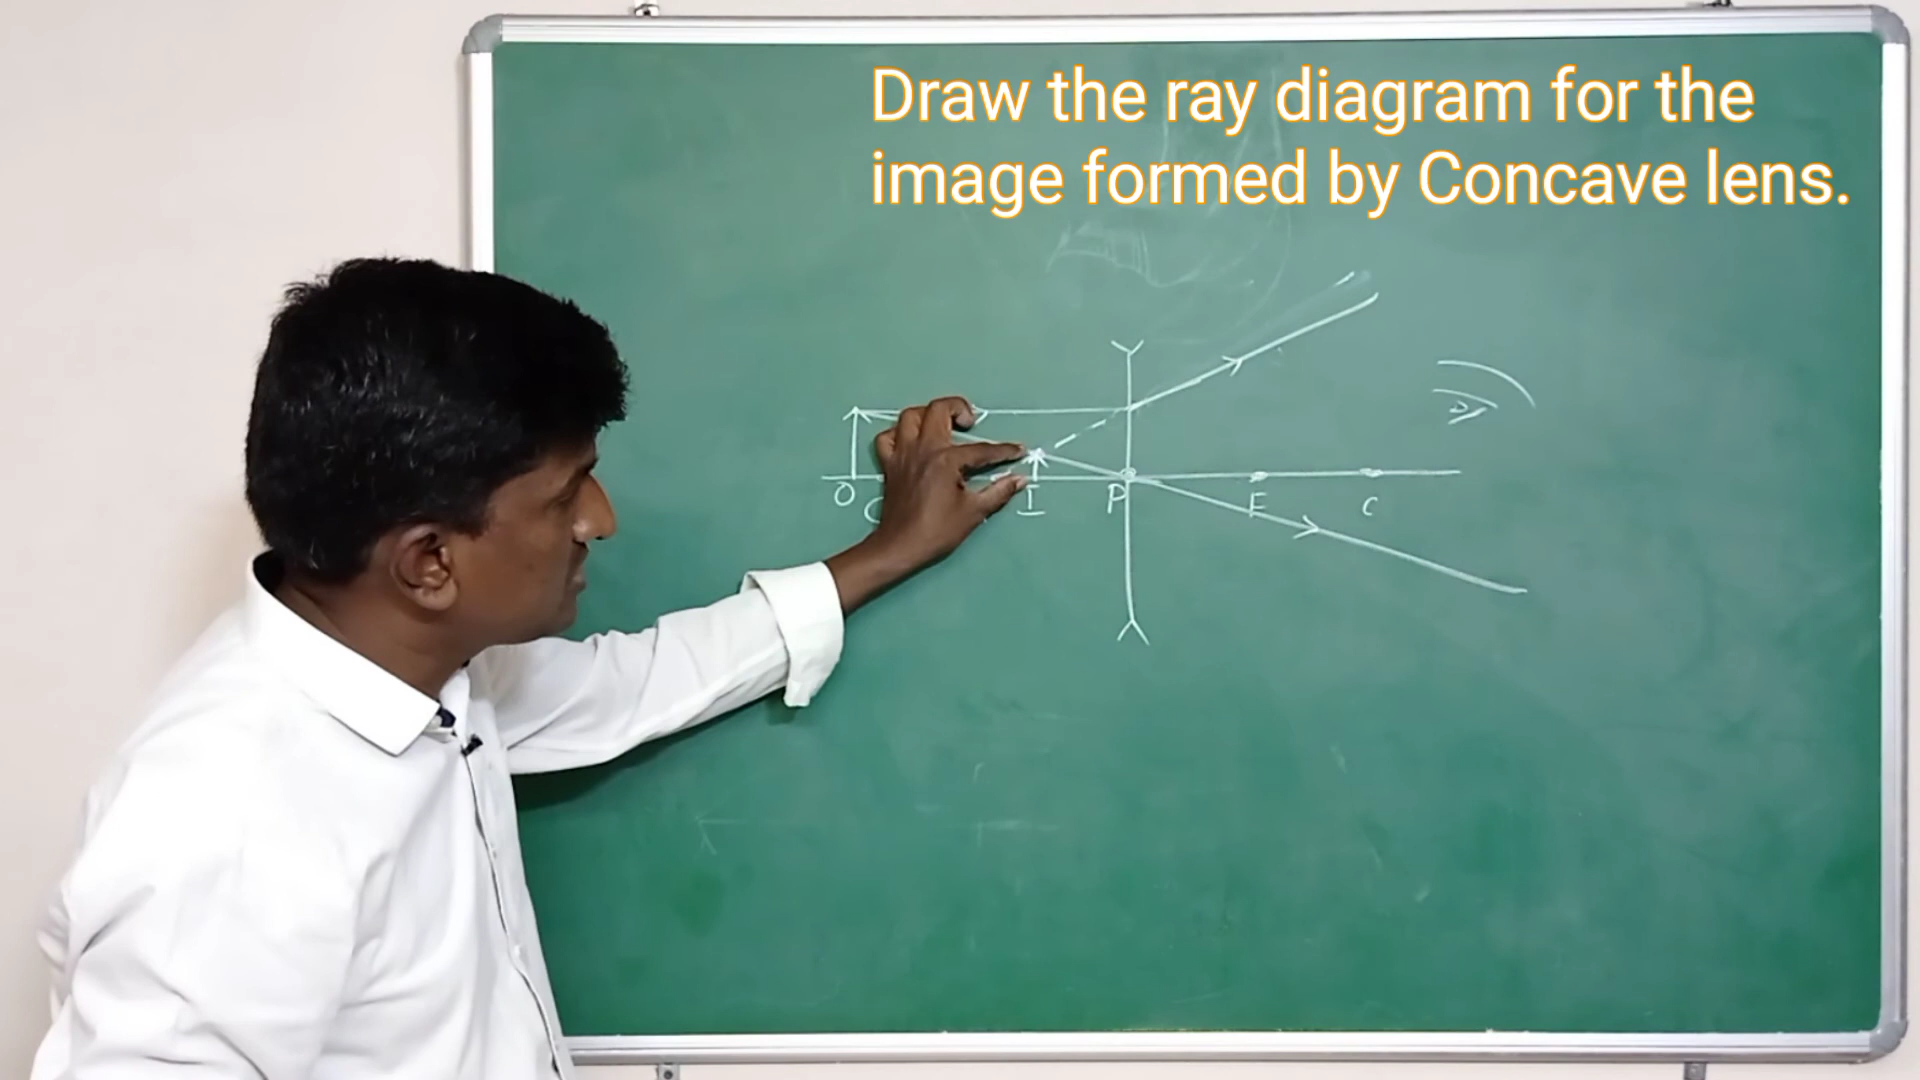 Draw the ray diagram for the
image formed by Concave lens.
O C I P F C